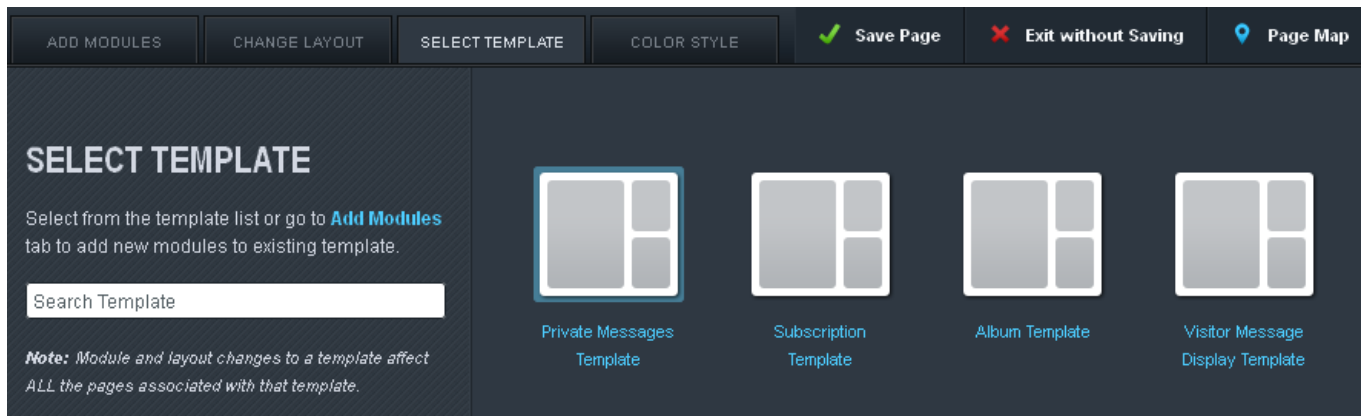 ADD MODULES
CHANGE LAYOUT
SELECT TEMPLATE
COLOR STYLE
Save Page
Exit without Saving
Page Map
SELECT TEMPLATE
Select from the template list or go to Add Modules
tab to add new modules to existing template.
Search Template
Note: Module and layout changes to a template affect
ALL the pages associated with that template.
Private Messages
Template
Subscription
Template
Album Template
Visitor Message
Display Template